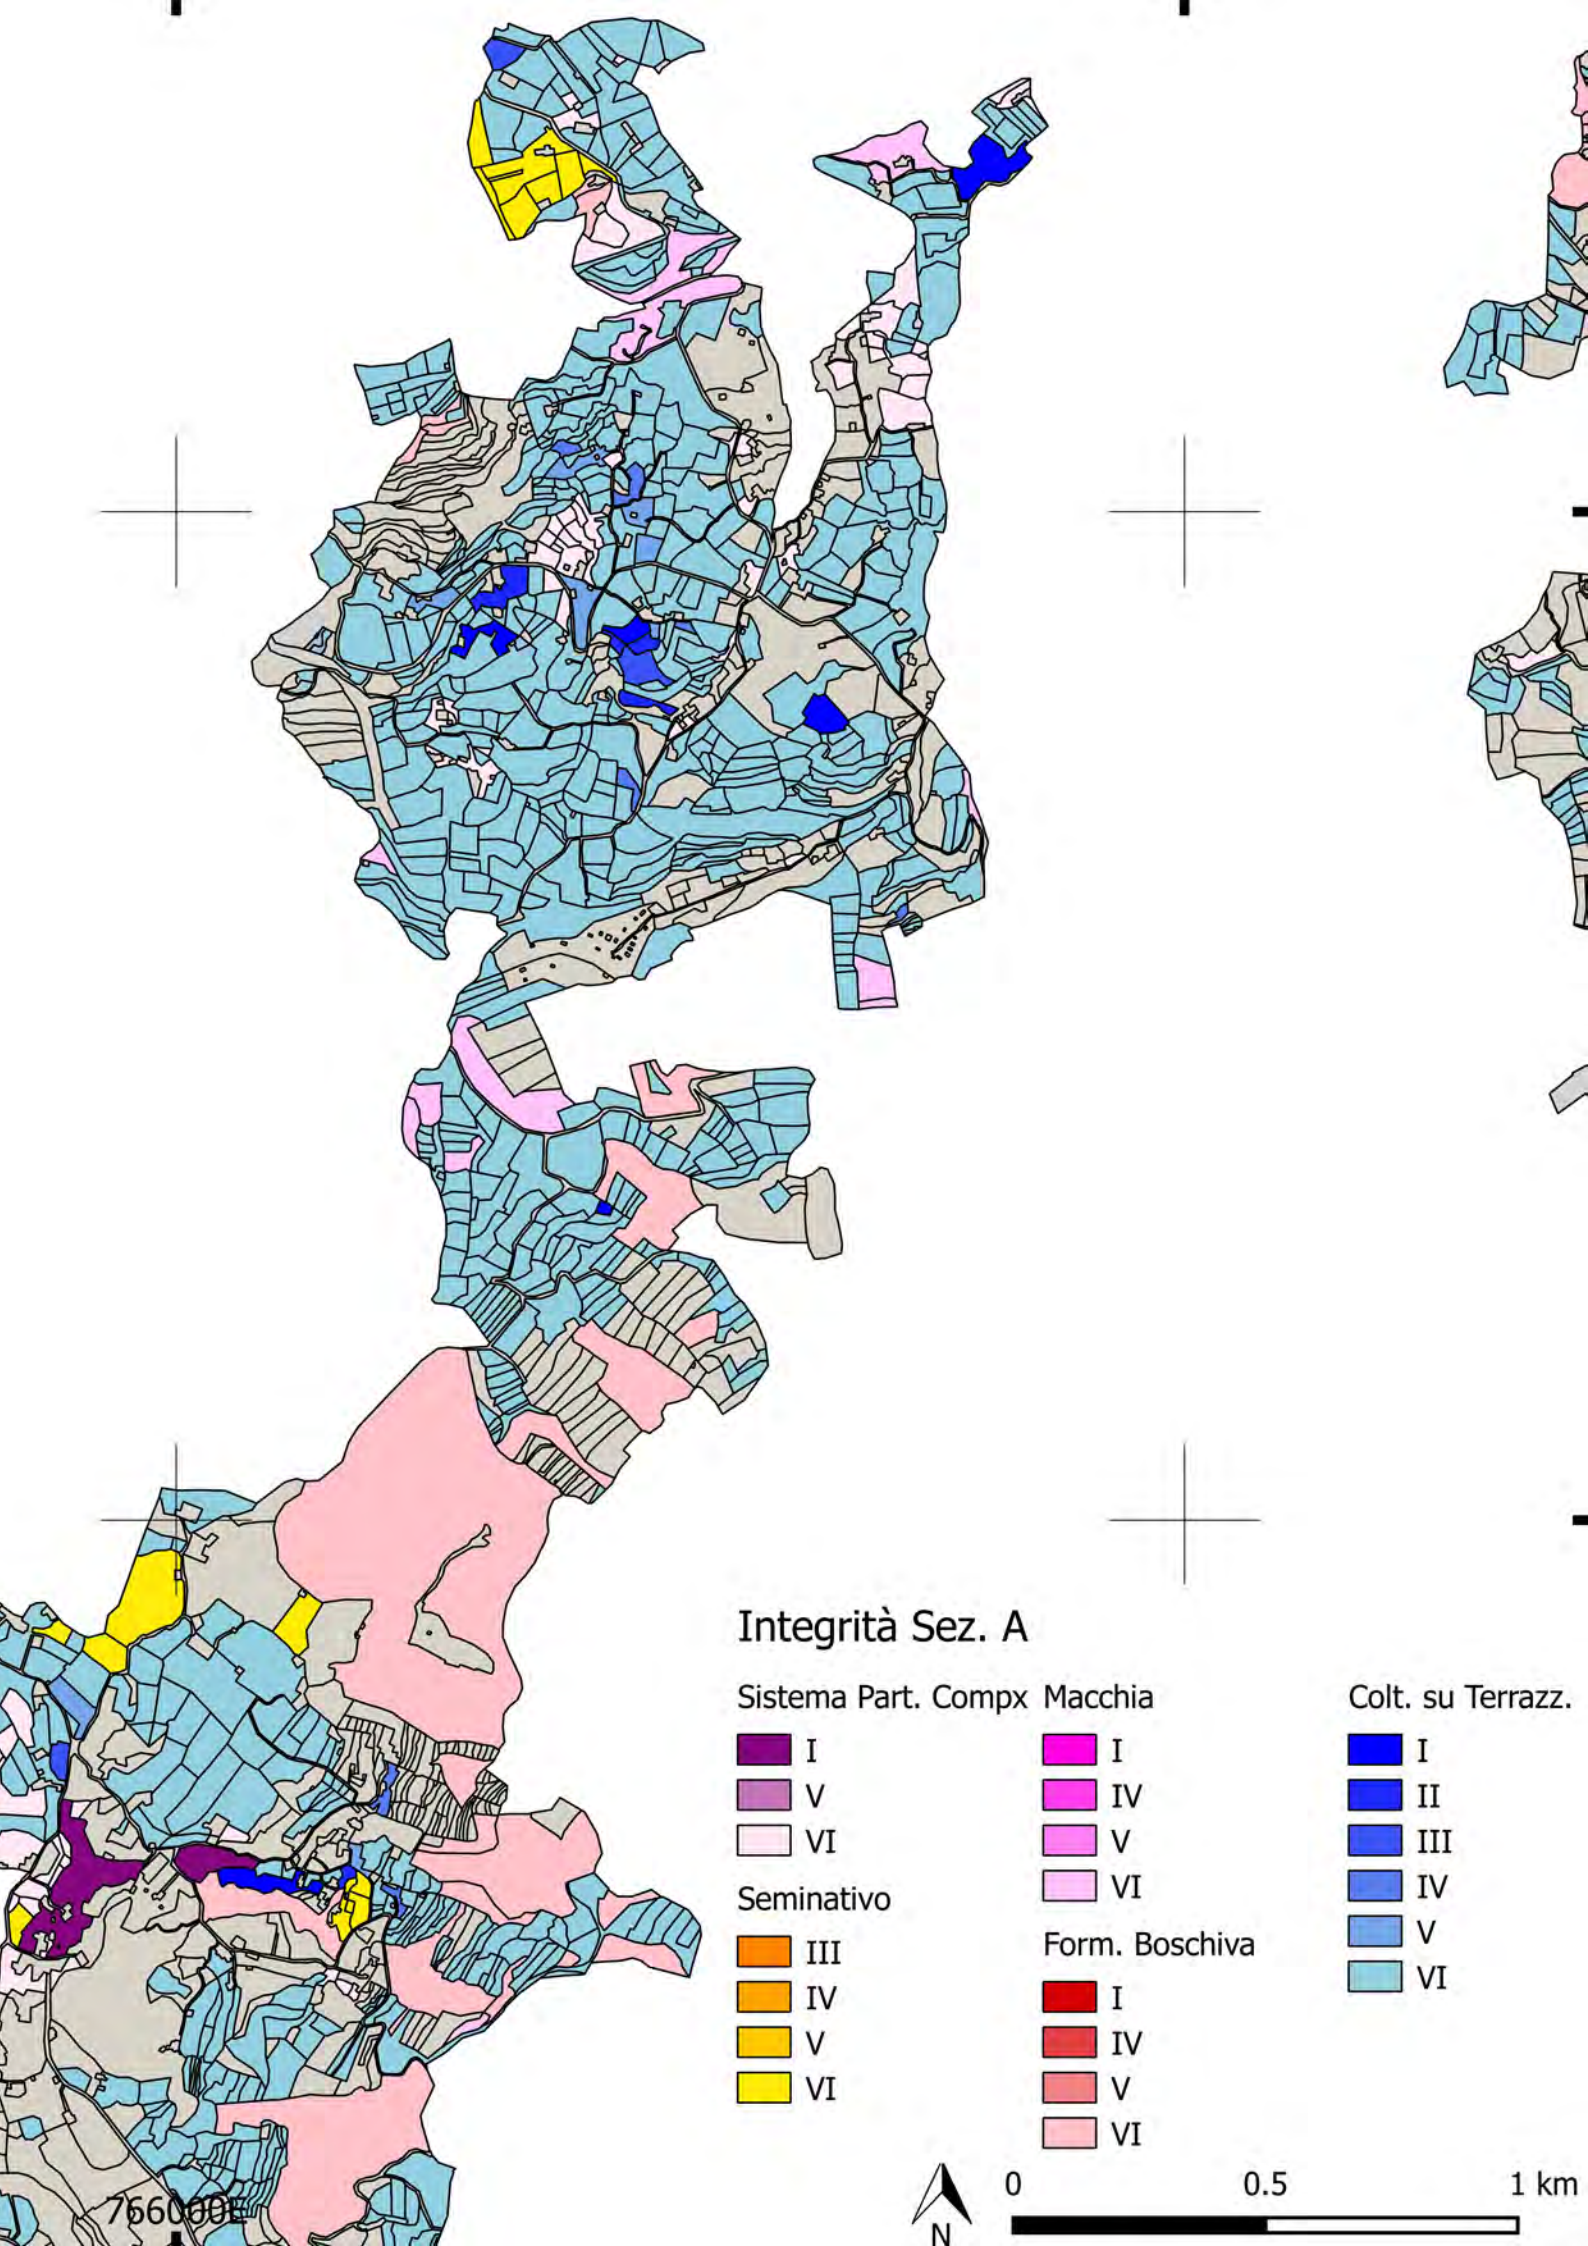 Integrità Sez. A
Sistema Part. Compx
I
V
VI
Seminativo
III
IV
V
VI
Macchia
I
IV
V
VI
Form. Boschiva
I
IV
V
VI
Colt. su Terrazz.
I
II
III
IV
V
VI
766000E
N
0 0.5 1 km